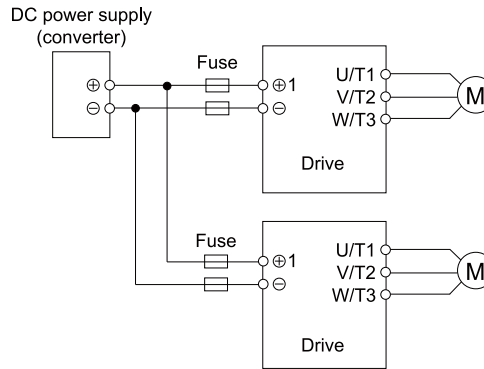 DC power supply
(converter)
Fuse
⊕
⊖
⊕1
⊖
U/T1
V/T2
W/T3
M
Drive
Fuse
⊕1
⊖
U/T1
V/T2
W/T3
M
Drive